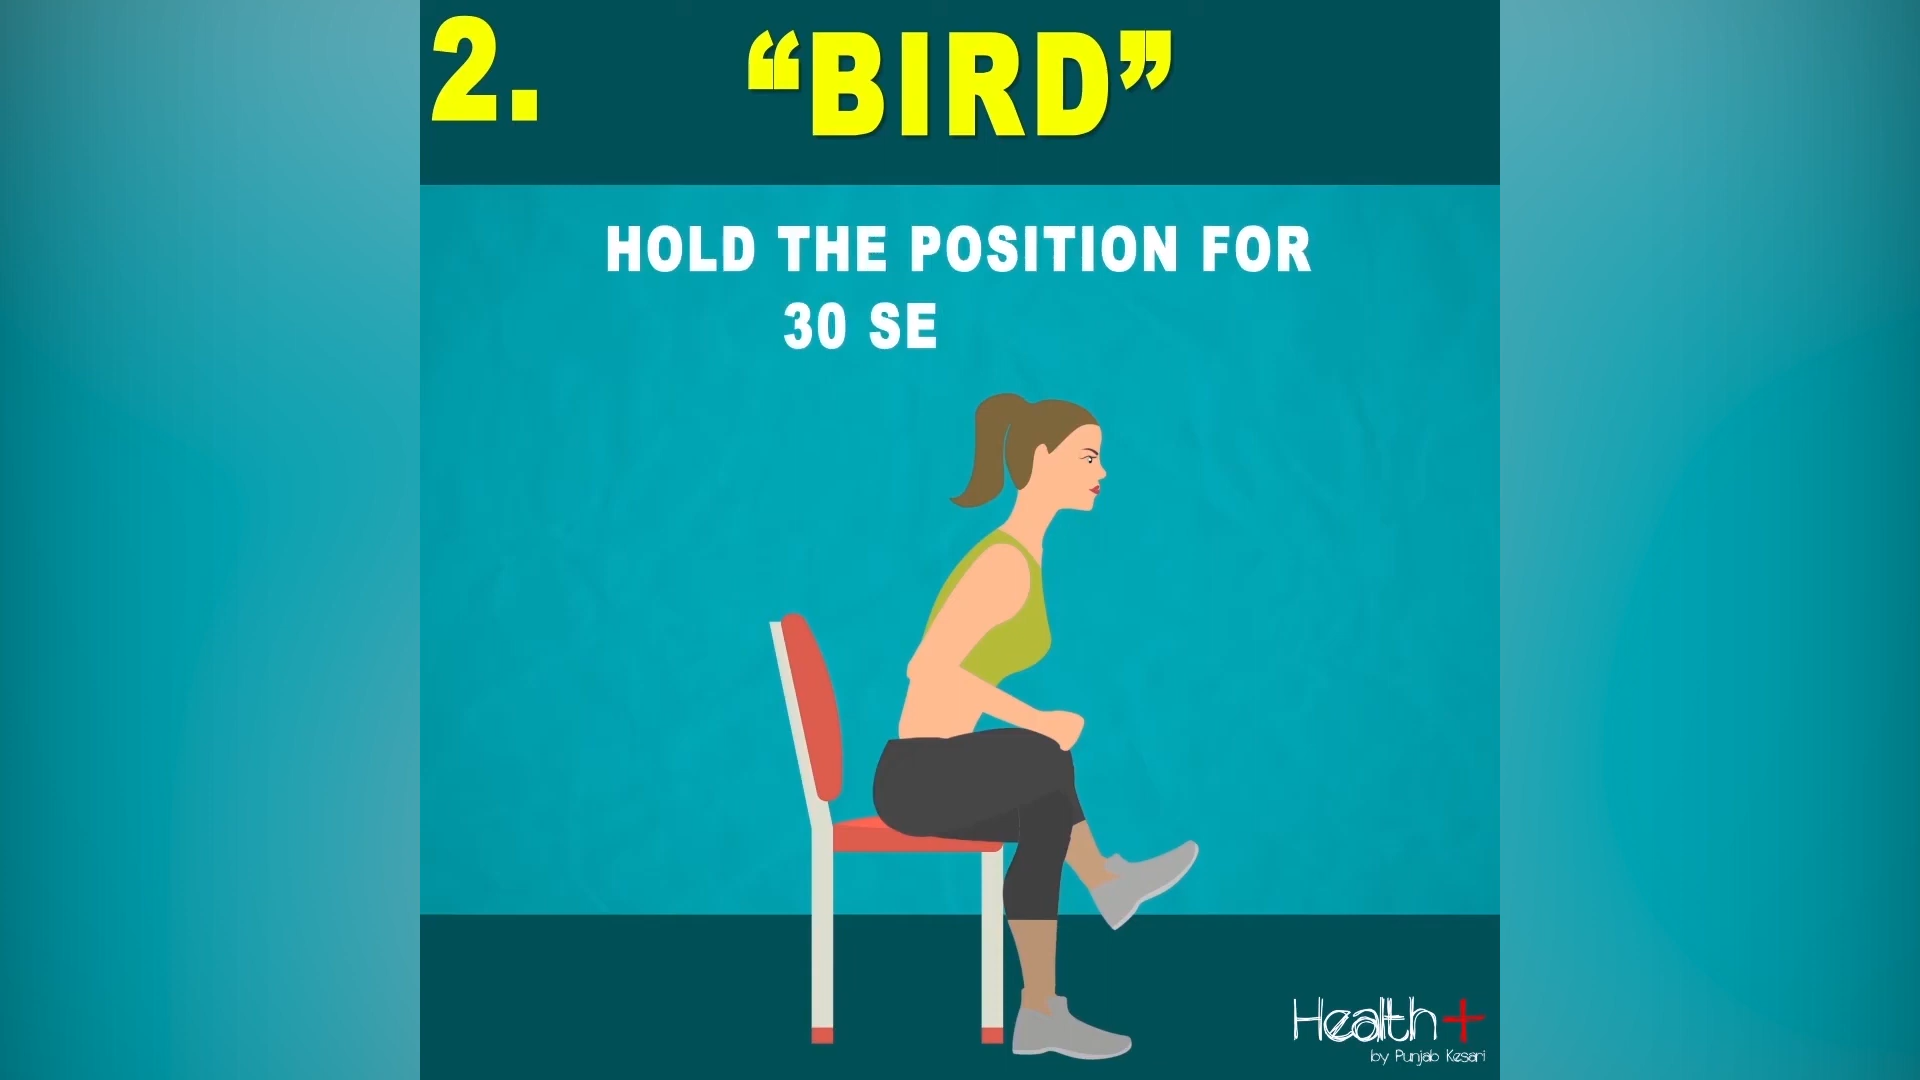 2.
“BIRD”
HOLD THE POSITION FOR
30 SE
Health+
by Punjab Kesari